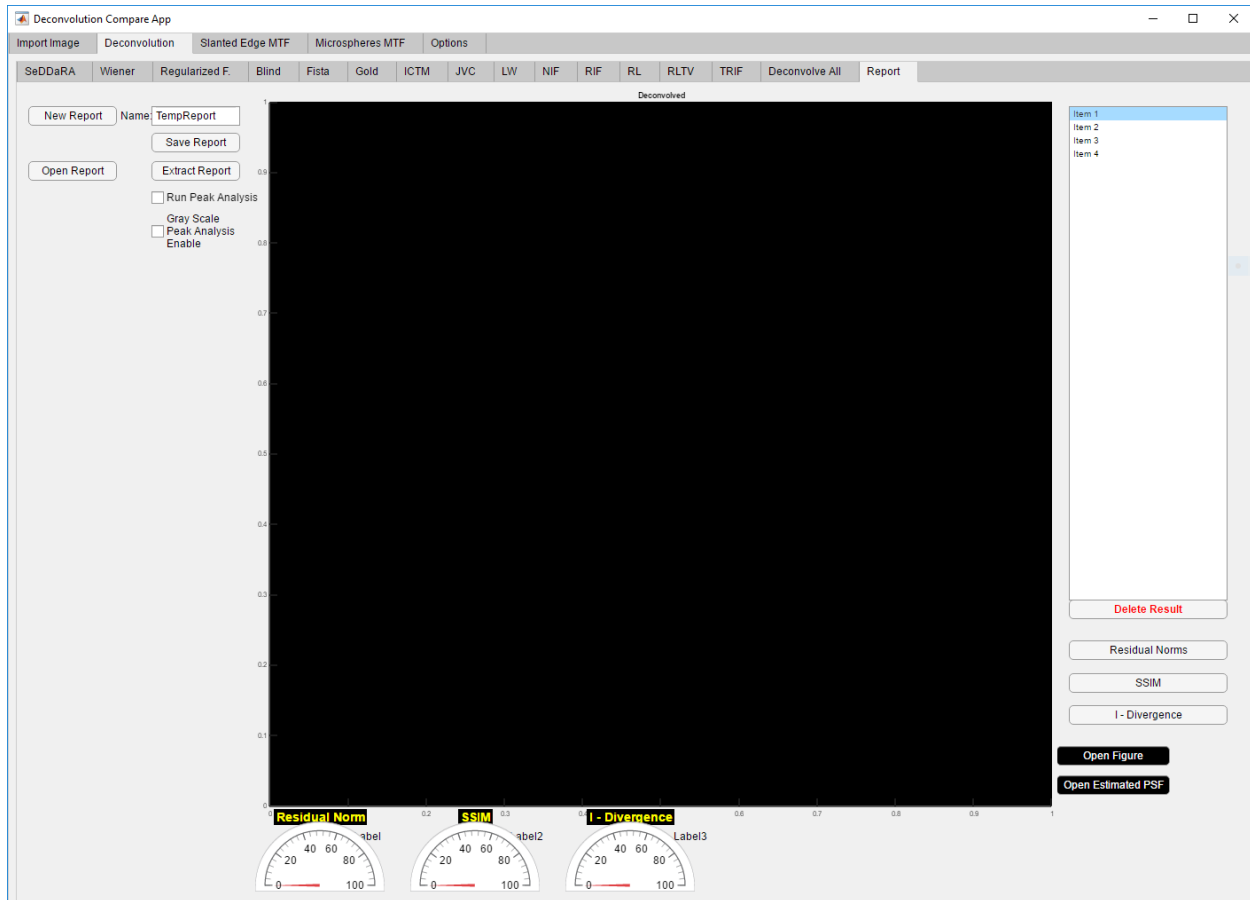 Deconvolution Compare App
Import Image Deconvolution Slanted Edge MTF Microspheres MTF Options
SeDDaRA Wiener Regularized F. Blind Fista Gold ICTM JVC LW NIF RIF RL RLTV TRIF Deconvolve All Report
New Report Name: TempReport
Save Report
Open Report Extract Report
Run Peak Analysis
Gray Scale
Peak Analysis
Enable
Deconvolved
1
0.9
0.8
0.7
0.6
0.5
0.4
0.3
0.2
0.1
0
0 0.2 0.3 0.4 0.5 0.6 0.7 0.8 0.9 1
Item 1
Item 2
Item 3
Item 4
Delete Result
Residual Norms
SSIM
I - Divergence
Open Figure
Open Estimated PSF
Residual Norm abel
0 20 40 60 80 100
SSIM abel2
0 20 40 60 80 100
I - Divergence Label3
0 20 40 60 80 100